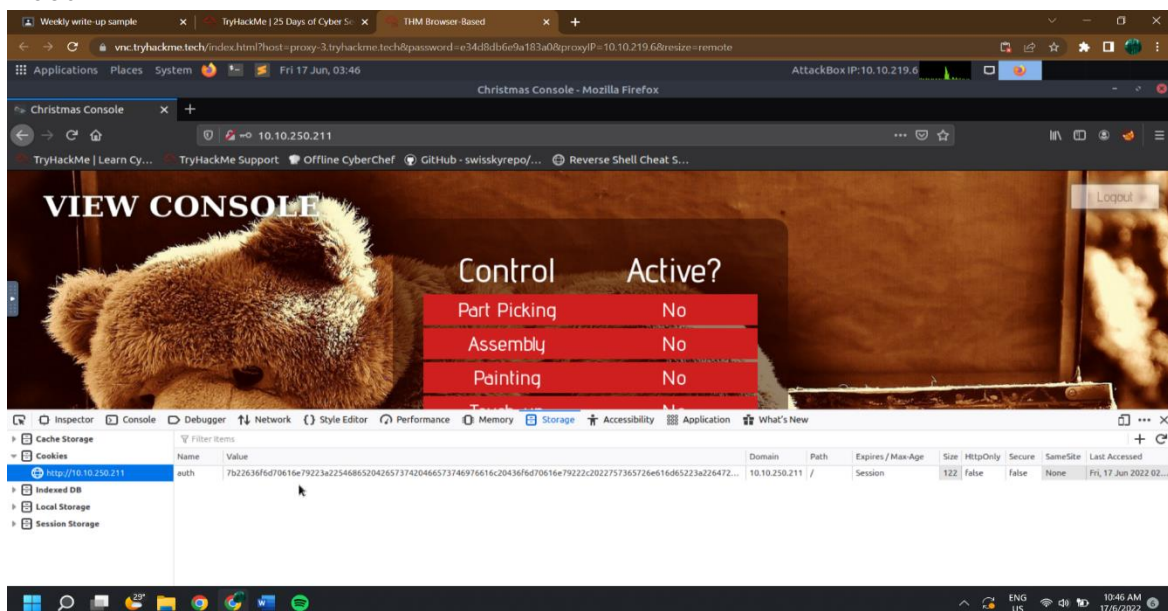 Weekly write-up sample
TryHackMe | 25 Days of Cyber Se
THM Browser-Based
vnc.tryhackme.tech/index.html?host=proxy-3.tryhackme.tech&password=e34d8db6e9a183a0&proxyIP=10.10.219.6&resize=remote
Applications Places System Fri 17 Jun, 03:46 AttackBox IP:10.10.219.6
Christmas Console - Mozilla Firefox
Christmas Console
10.10.250.211
TryHackMe | Learn Cy... TryHackMe Support Offline CyberChef GitHub - swisskyrepo/... Reverse Shell Cheat S...
VIEW CONSOLE
Logout
Control Active?
Part Picking No
Assembly No
Painting No
Touch-up No
Inspector Console Debugger Network Style Editor Performance Memory Storage Accessibility Application What's New
Cache Storage
Filter Items
Cookies
Name Value Domain Path Expires / Max-Age Size HttpOnly Secure SameSite Last Accessed
http://10.10.250.211
auth 7b22636f6d70616e79223a22546865204265737420466573746976616c20436f6d70616e79222c2022757365726e616d65223a226472... 10.10.250.211 / Session 122 false false None Fri, 17 Jun 2022 02...
Indexed DB
Local Storage
Session Storage
29°
ENG
US
10:46 AM
17/6/2022